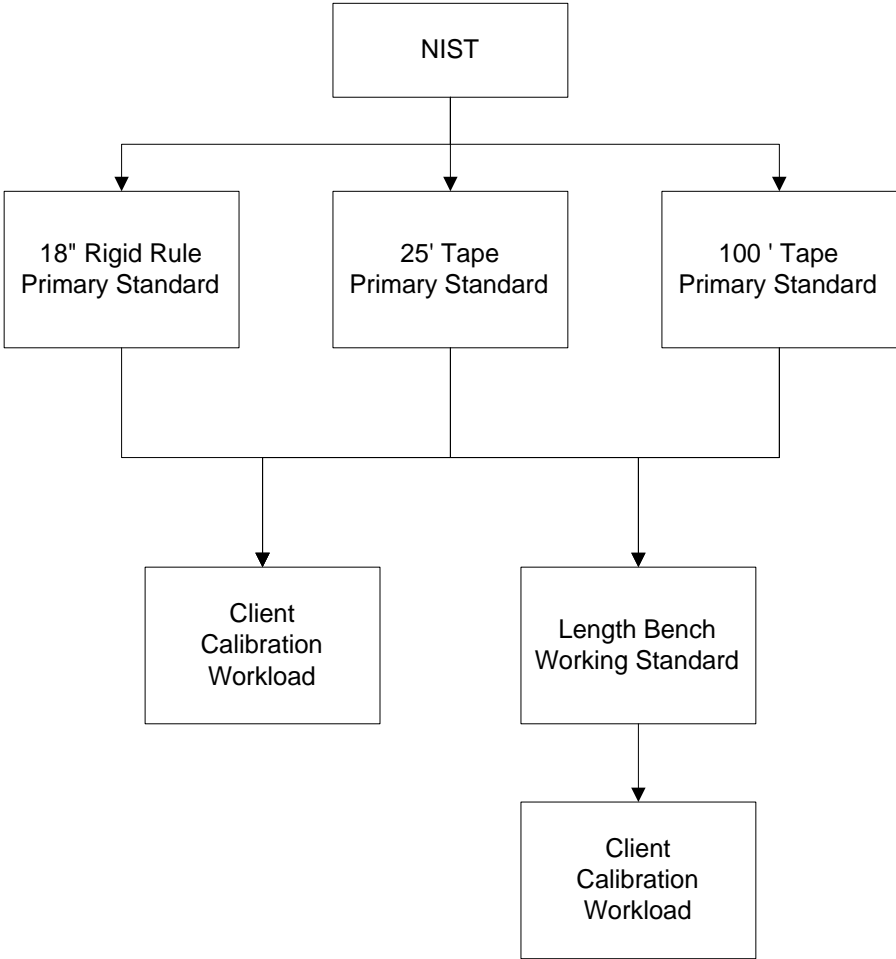 NIST
18" Rigid Rule
Primary Standard
25' Tape
Primary Standard
100 ' Tape
Primary Standard
Client
Calibration
Workload
Length Bench
Working Standard
Client
Calibration
Workload